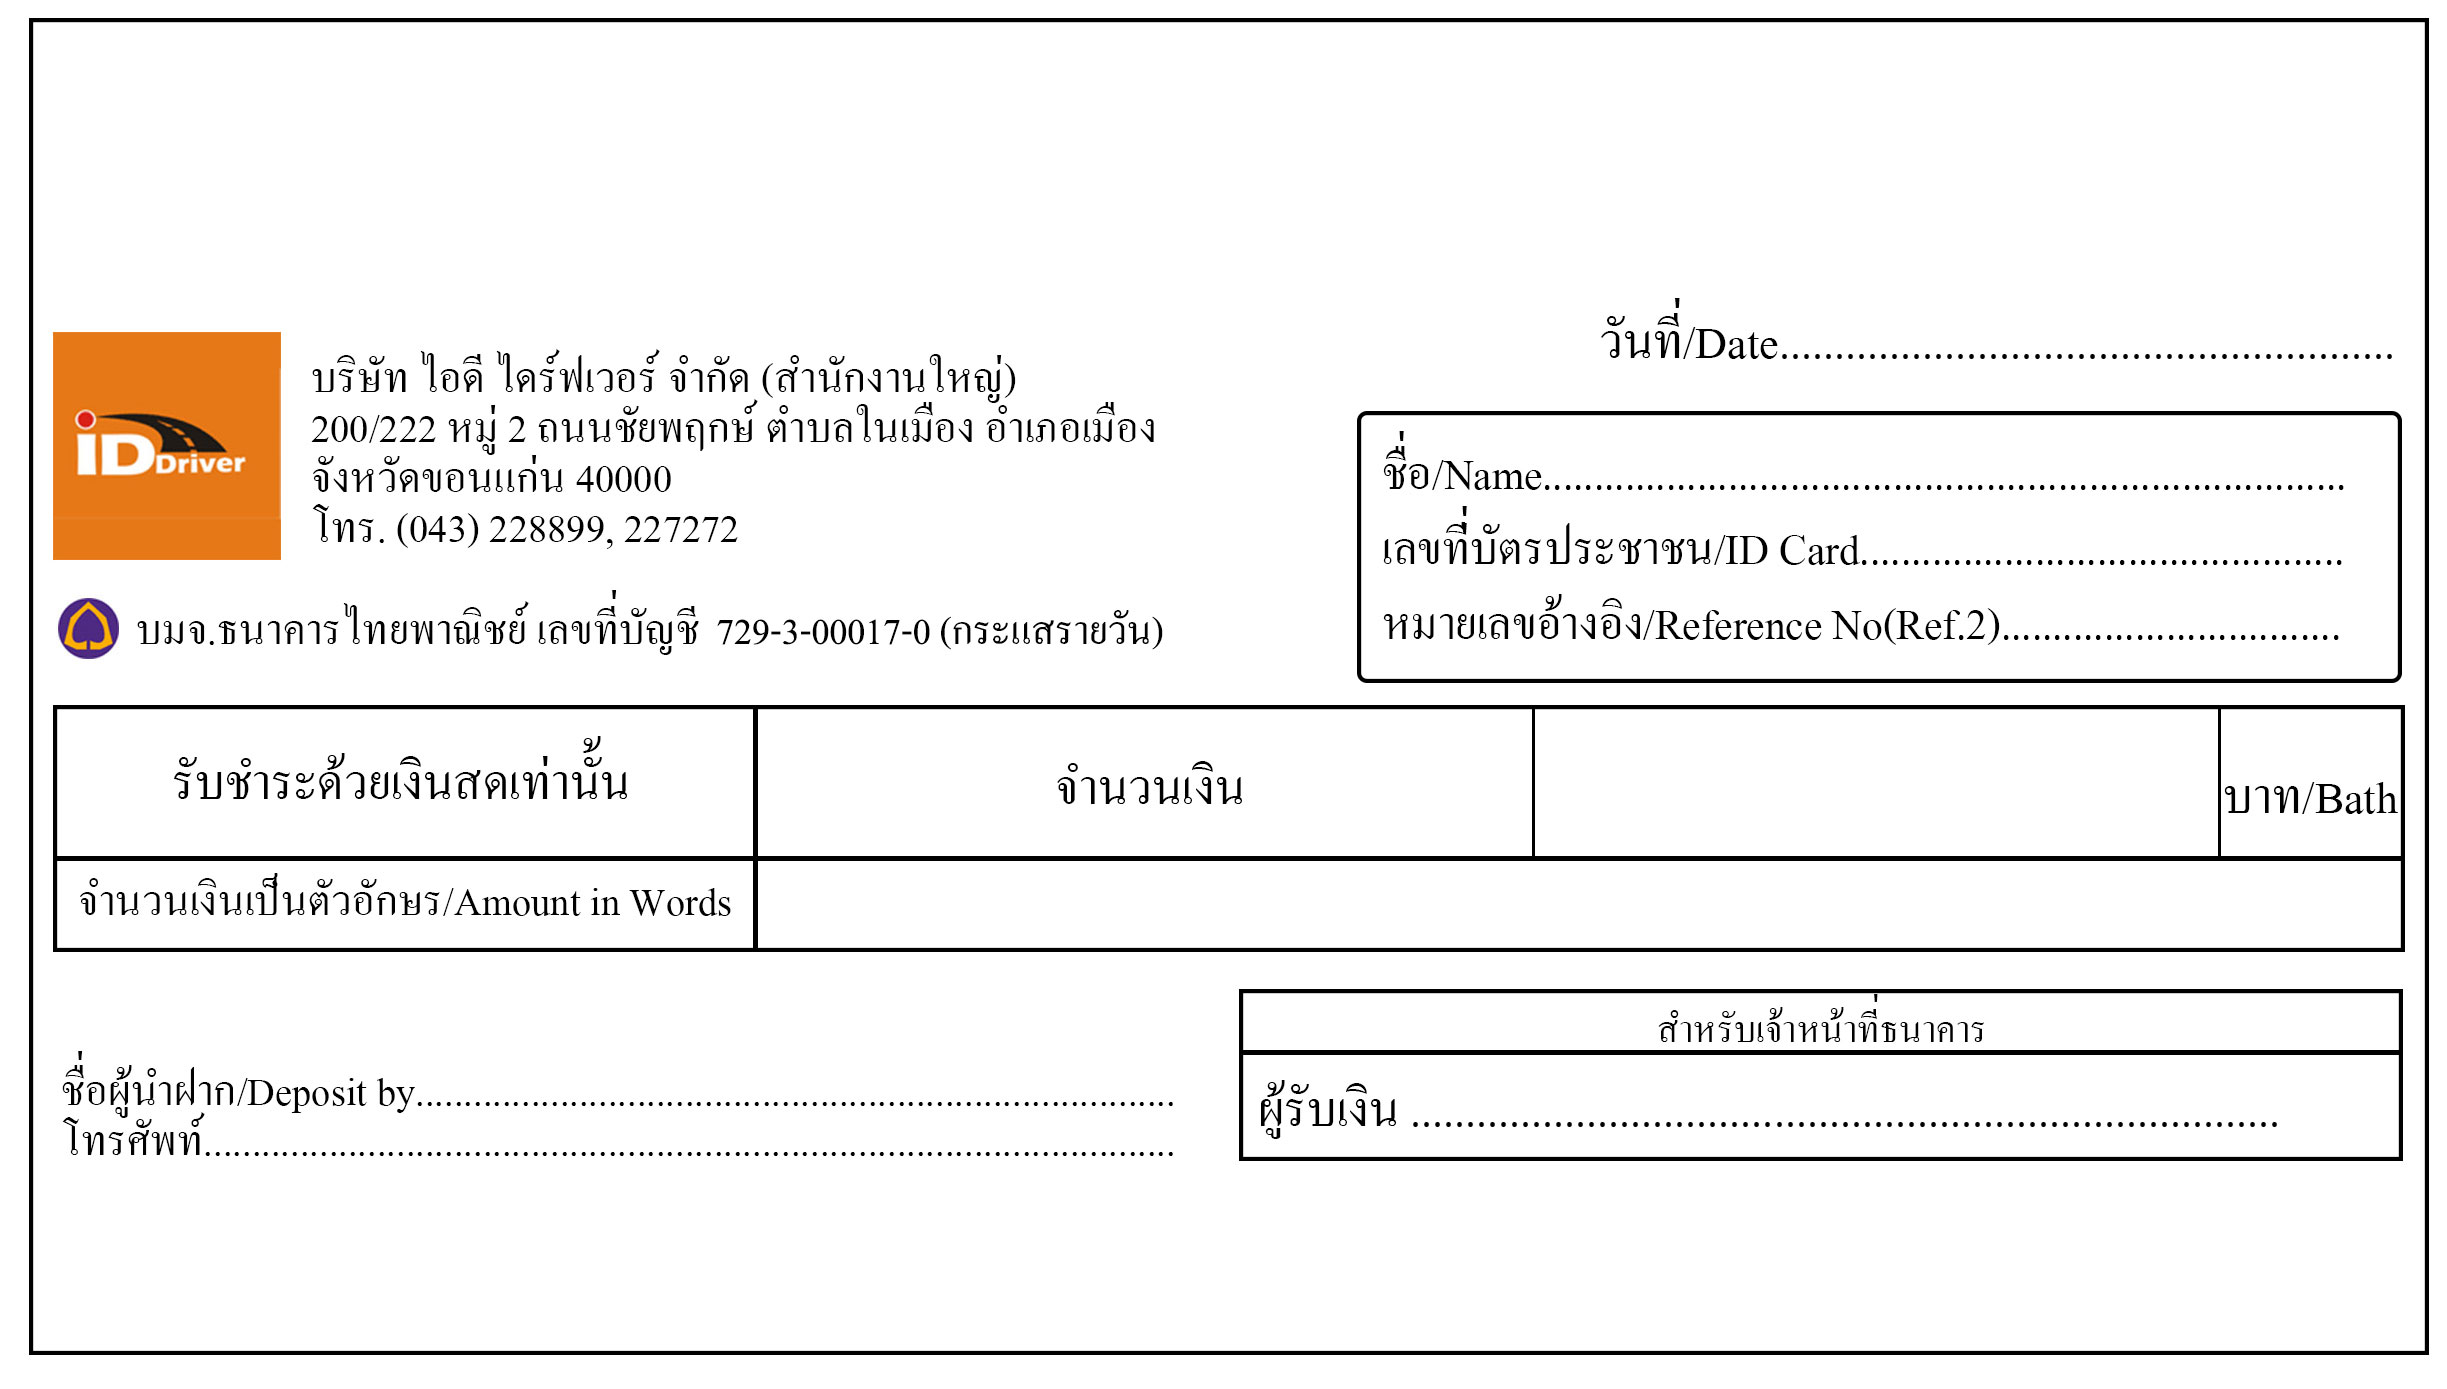 วันที่/Date........................................................
iD Driver
บริษัท ไอดี ไดร์ฟเวอร์ จำกัด (สำนักงานใหญ่)
200/222 หมู่ 2 ถนนชัยพฤกษ์ ตำบลในเมือง อำเภอเมือง
จังหวัดขอนแก่น 40000
โทร. (043) 228899, 227272
บมจ.ธนาคารไทยพาณิชย์ เลขที่บัญชี 729-3-00017-0 (กระแสรายวัน)
ชื่อ/Name..............................................................................
เลขที่บัตรประชาชน/ID Card...............................................
หมายเลขอ้างอิง/Reference No(Ref.2).................................
รับชำระด้วยเงินสดเท่านั้น จำนวนเงิน บาท/Bath
จำนวนเงินเป็นตัวอักษร/Amount in Words
ชื่อผู้นำฝาก/Deposit by...............................................................................
โทรศัพท์.....................................................................................................
สำหรับเจ้าหน้าที่ธนาคาร
ผู้รับเงิน ...............................................................................